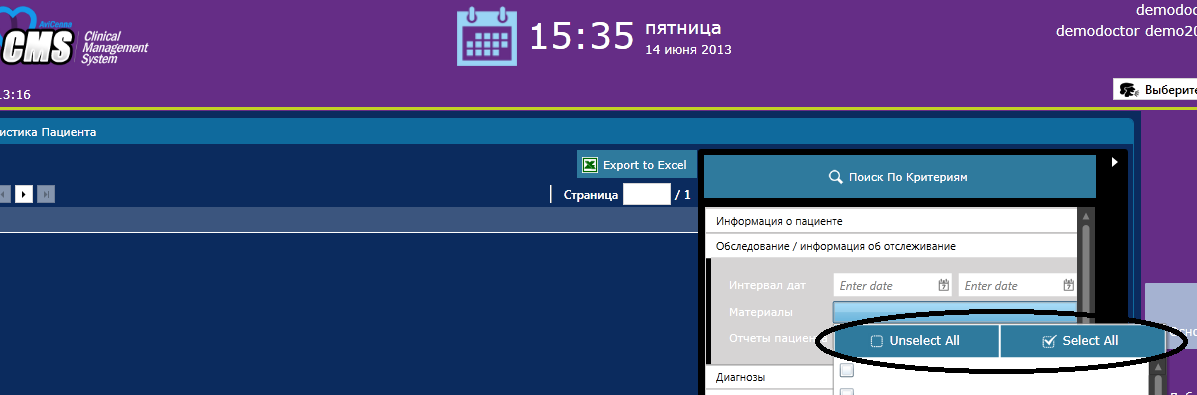 AviCenna
CMS
Clinical
Management
System
15:35
пятница
14 июня 2013
demodoc
demodoctor demo20
13:16
Выберите
истика Пациента
Export to Excel
Страница / 1
Поиск По Критериям
Информация о пациенте
Обследование / информация об отслеживание
Интервал дат Enter date Enter date
Материалы
Отчеты пациента
Unselect All Select All
Диагнозы